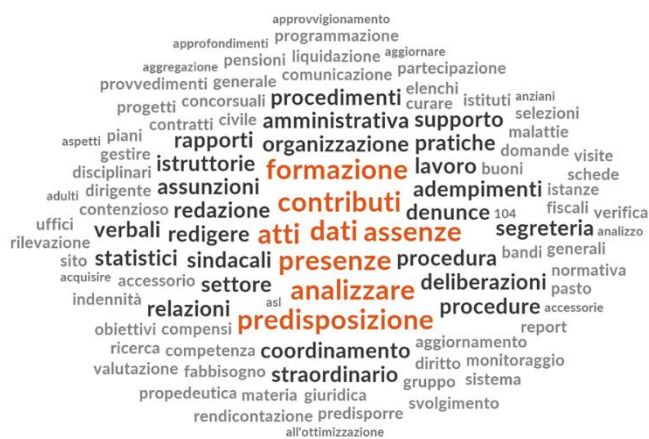 approvvigionamento
approfondimenti programmazione
aggregazione pensioni liquidazione aggiornare
provvedimenti generale comunicazione partecipazione
progetti concorsuali procedimenti elenchi curare istituti anziani
contratti civile amministrativa supporto selezioni
aspetti piani rapporti organizzazione pratiche malattie
gestire istruttorie formazione lavoro domande visite
disciplinari buoni schede
adulti dirigente assunzioni contributi adempimenti istanze
contenzioso redazione denunce 104 fiscali verifica
uffici verbali redigere atti dati assenze segreteria analizzo
rilevazione sito statistici sindacali presenze procedura bandi generali
acquisire accessorio settore analizzare deliberazioni normativa pasto
indennità relazioni asl procedure accessorie
obiettivi compensi predisposizione report
ricerca competenza coordinamento aggiornamento
valutazione fabbisogno straordinario diritto monitoraggio
propedeutica materia giuridica gruppo sistema
rendicontazione predisporre svolgimento
all'ottimizzazione